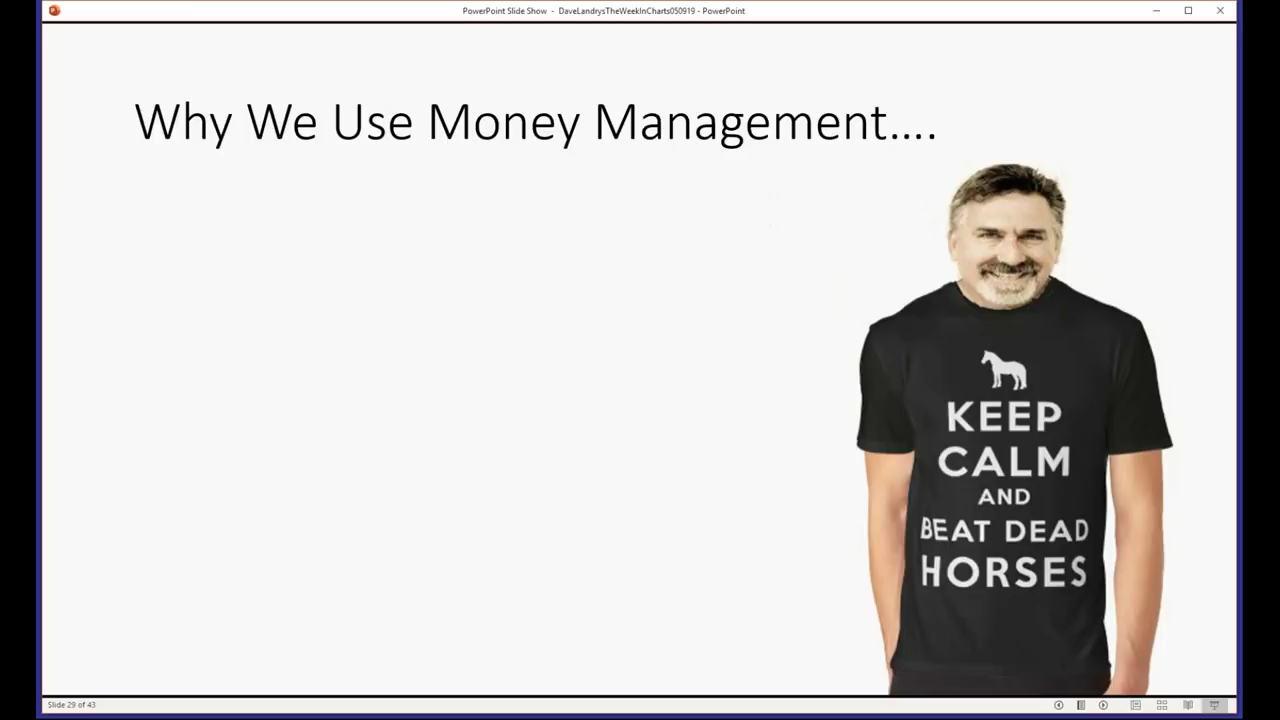 PowerPoint Slide Show - DaveLandrysTheWeekInCharts050919 - PowerPoint
Why We Use Money Management....
KEEP
CALM
AND
BEAT DEAD
HORSES
Slide 29 of 43